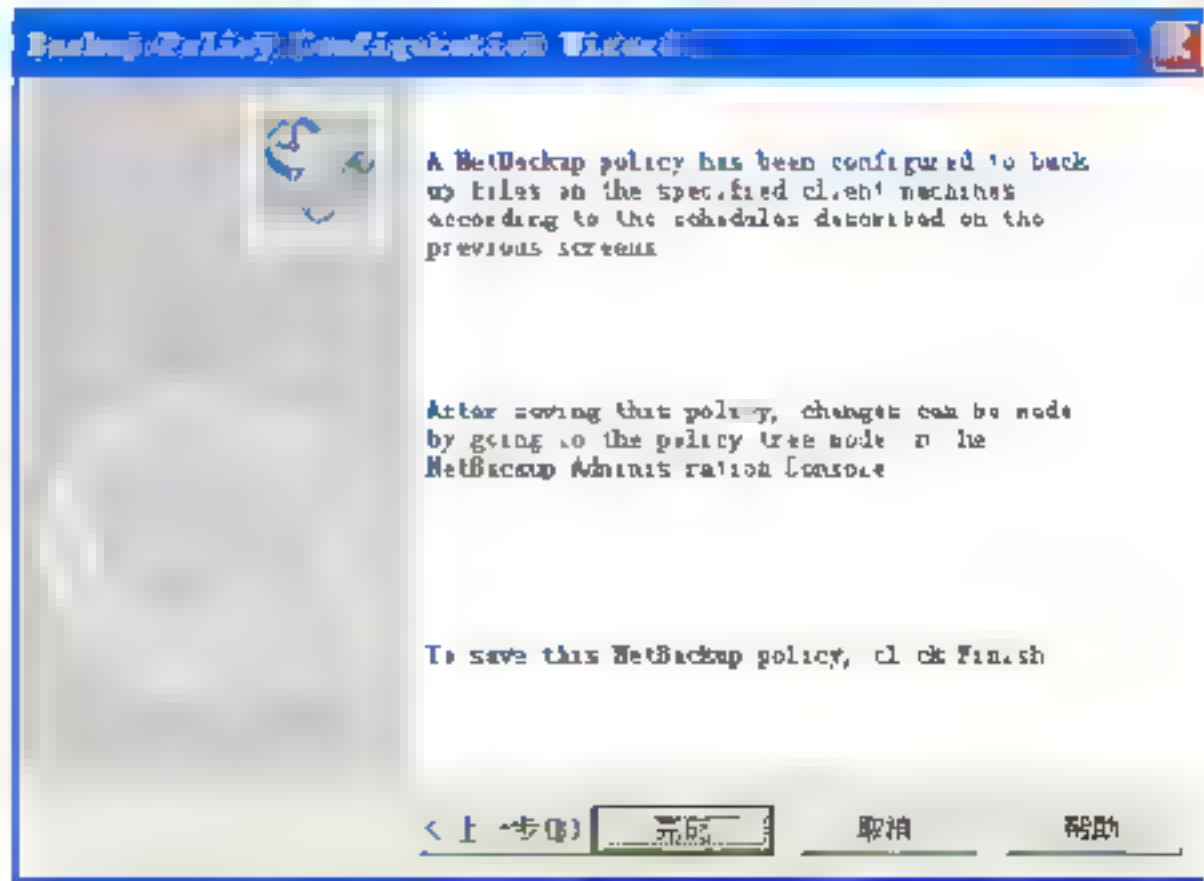 Backup Policy Configuration Wizard
A NetBackup policy has been configured to back
up files on the specified client machines
according to the schedules described on the
previous screens
After saving this policy, changes can be made
by going to the policy tree node in the
NetBackup Administration Console
To save this NetBackup policy, click Finish
< 上一步(B) 完成 取消 帮助